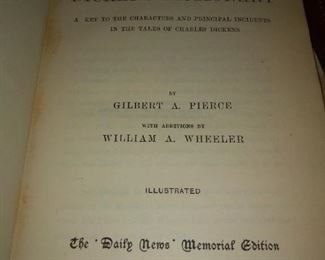 A KEY TO THE CHARACTERS AND PRINCIPAL INCIDENTS
IN THE TALES OF CHARLES DICKENS
BY
GILBERT A. PIERCE
WITH ADDITIONS BY
WILLIAM A. WHEELER
ILLUSTRATED
The "Daily News" Memorial Edition